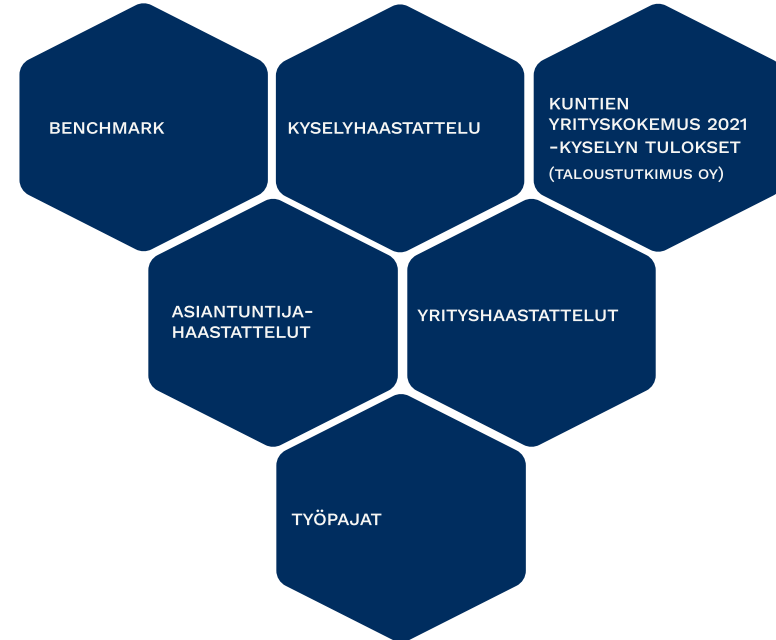 BENCHMARK
KYSELYHAASTATTELU
KUNTIEN
YRITYSKOKEMUS 2021
-KYSELYN TULOKSET
(TALOUSTUTKIMUS OY)
ASIANTUNTIJA-
HAASTATTELUT
YRITYSHAASTATTELUT
TYÖPAJAT